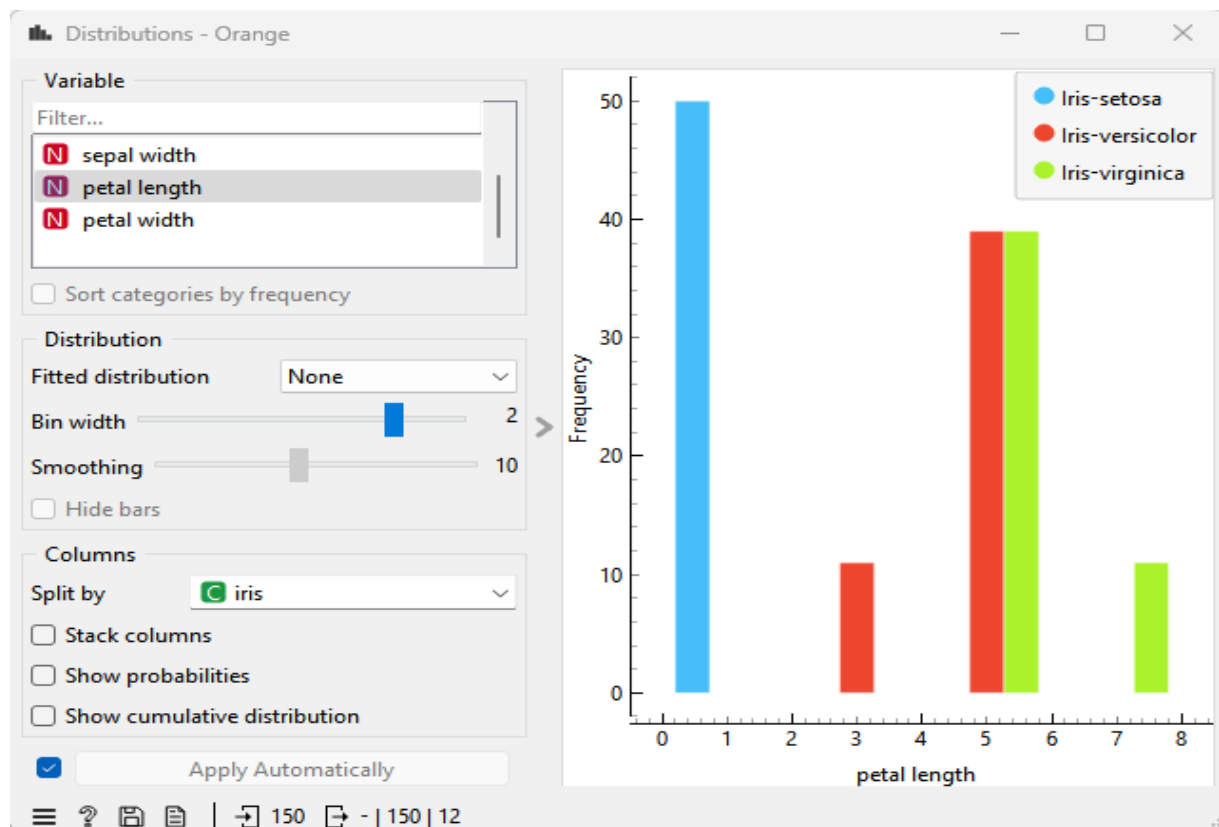 Distributions - Orange
Variable
Filter...
N sepal width
N petal length
N petal width
Sort categories by frequency
Distribution
Fitted distribution None
Bin width 2
Smoothing 10
Hide bars
Columns
Split by C iris
Stack columns
Show probabilities
Show cumulative distribution
Apply Automatically
? 150 - | 150 | 12
>
Iris-setosa
Iris-versicolor
Iris-virginica
Frequency
50
40
30
20
10
0
0 1 2 3 4 5 6 7 8
petal length